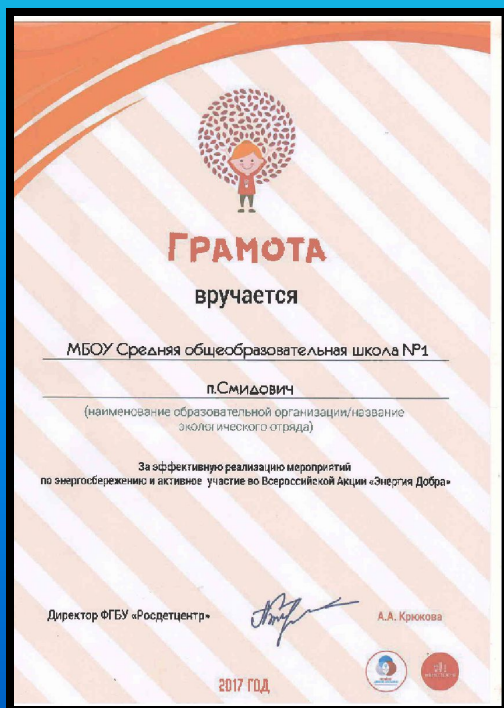 ГРАМОТА
вручается
МБОУ Средняя общеобразовательная школа №1
п.Смидович
(наименование образовательной организации/название
экологического отряда)
За эффективную реализацию мероприятий
по энергосбережению и активное участие во Всероссийской Акции «Энергия Добра»
Директор ФГБУ «Росдетцентр»
А.А. Крюкова
2017 ГОД